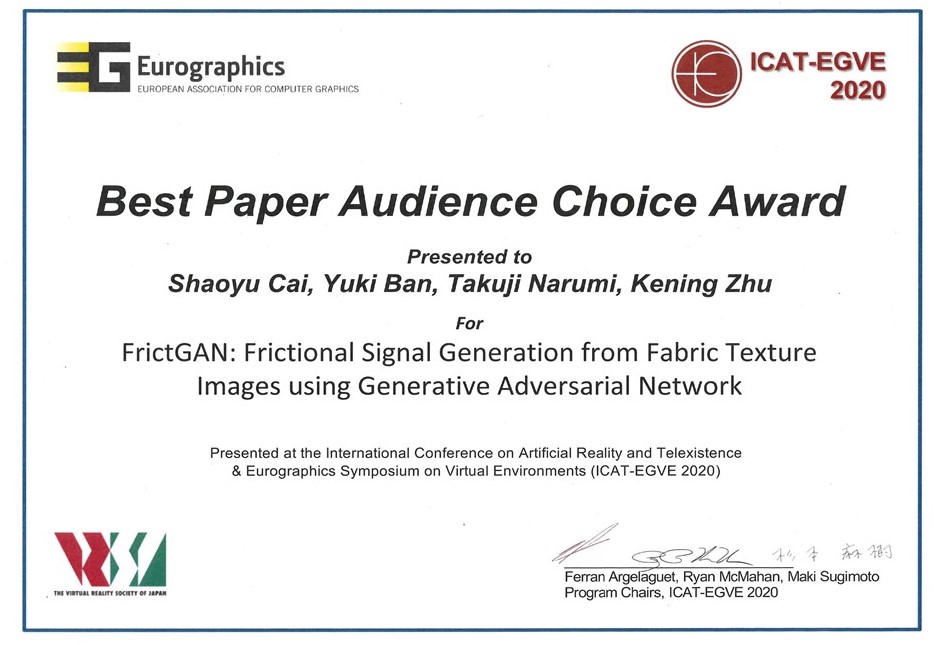 EG Eurographics
EUROPEAN ASSOCIATION FOR COMPUTER GRAPHICS
ICAT-EGVE
2020
Best Paper Audience Choice Award
Presented to
Shaoyu Cai, Yuki Ban, Takuji Narumi, Kening Zhu
For
FrictGAN: Frictional Signal Generation from Fabric Texture
Images using Generative Adversarial Network
Presented at the International Conference on Artificial Reality and Telexistence
& Eurographics Symposium on Virtual Environments (ICAT-EGVE 2020)
VRSJ
THE VIRTUAL REALITY SOCIETY OF JAPAN
杉本 麻樹
Ferran Argelaguet, Ryan McMahan, Maki Sugimoto
Program Chairs, ICAT-EGVE 2020